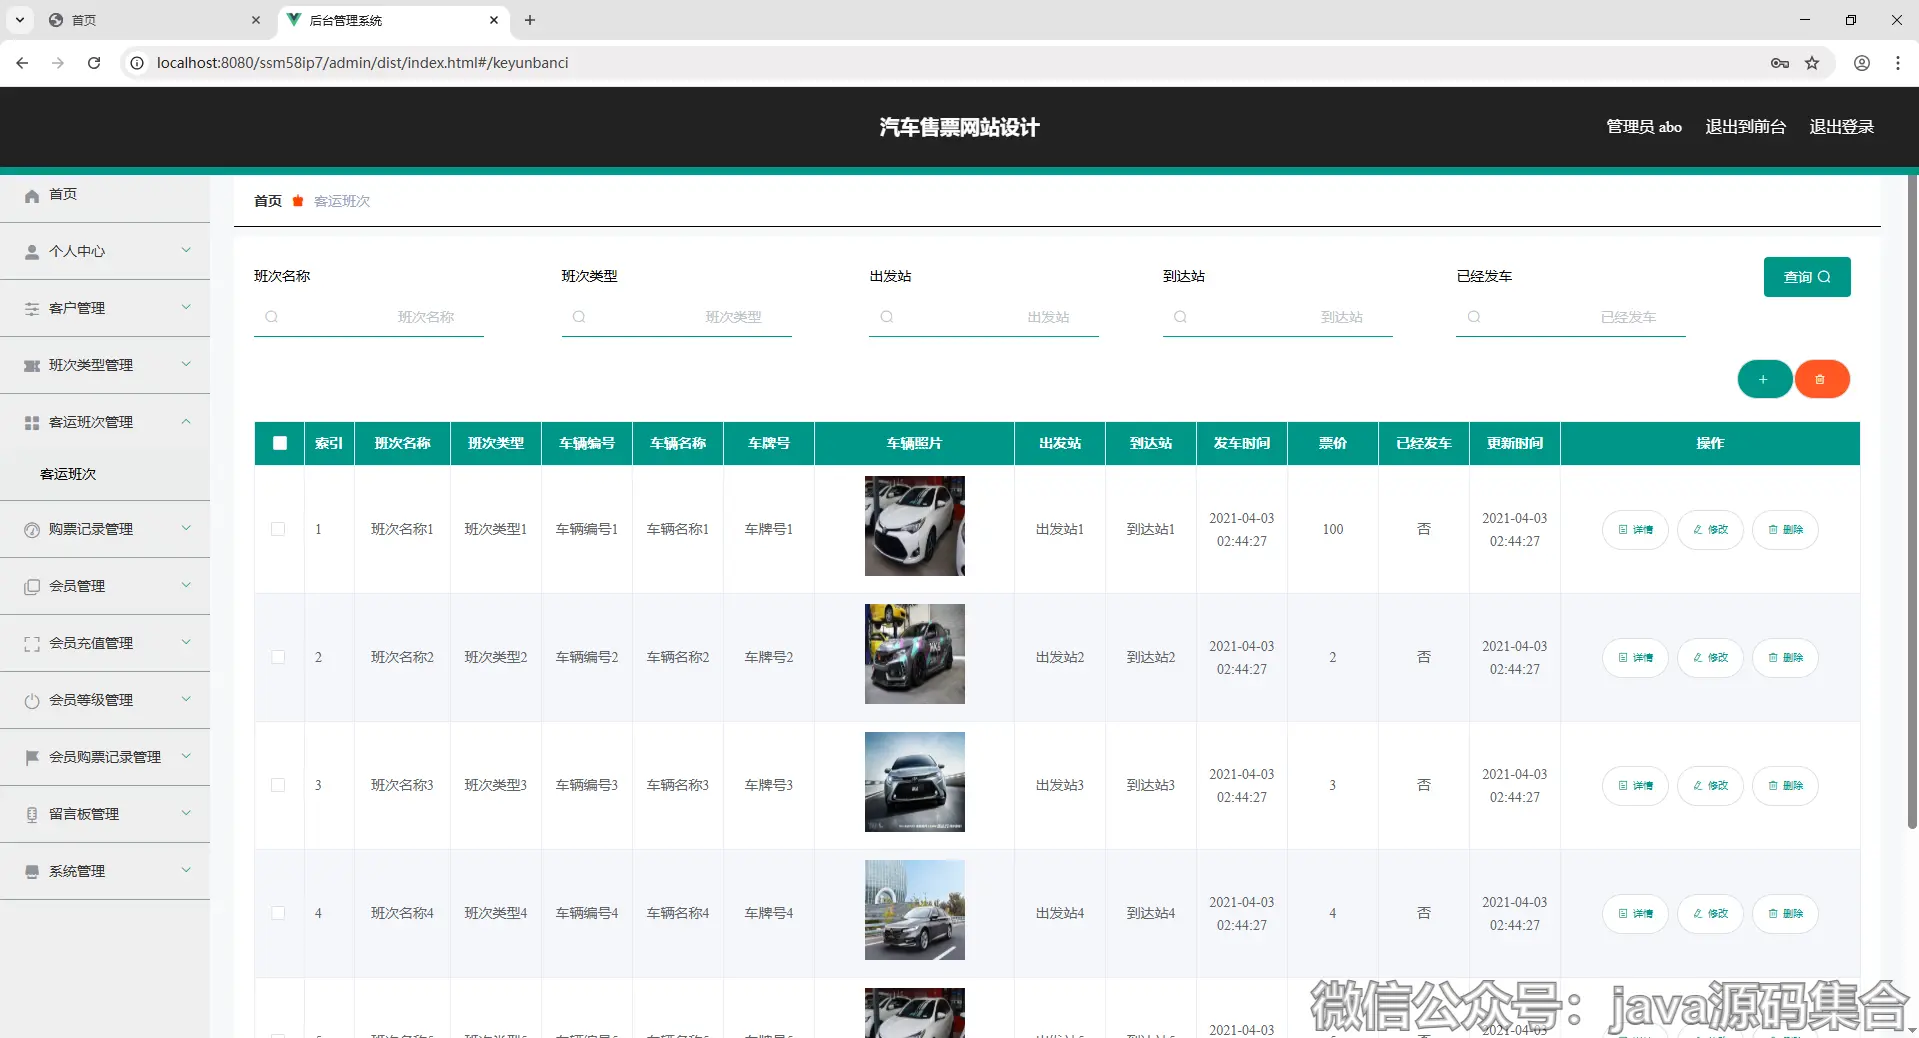 首页
后台管理系统
localhost:8080/ssm58ip7/admin/dist/index.html#/keyunbanci
汽车售票网站设计
管理员 abo 退出到前台 退出登录
首页
个人中心
客户管理
班次类型管理
客运班次管理
客运班次
购票记录管理
会员管理
会员充值管理
会员等级管理
会员购票记录管理
留言板管理
系统管理
首页 客运班次
班次名称 班次类型 出发站 到达站 已经发车 查询
班次名称 班次类型 出发站 到达站 已经发车
索引 班次名称 班次类型 车辆编号 车辆名称 车牌号 车辆照片 出发站 到达站 发车时间 票价 已经发车 更新时间 操作
1 班次名称1 班次类型1 车辆编号1 车辆名称1 车牌号1 出发站1 到达站1 2021-04-03 02:44:27 100 否 2021-04-03 02:44:27 详情 修改 删除
2 班次名称2 班次类型2 车辆编号2 车辆名称2 车牌号2 出发站2 到达站2 2021-04-03 02:44:27 2 否 2021-04-03 02:44:27 详情 修改 删除
3 班次名称3 班次类型3 车辆编号3 车辆名称3 车牌号3 出发站3 到达站3 2021-04-03 02:44:27 3 否 2021-04-03 02:44:27 详情 修改 删除
4 班次名称4 班次类型4 车辆编号4 车辆名称4 车牌号4 出发站4 到达站4 2021-04-03 02:44:27 4 否 2021-04-03 02:44:27 详情 修改 删除
2021-04-03 2021-04-03
微信公众号：java源码集合